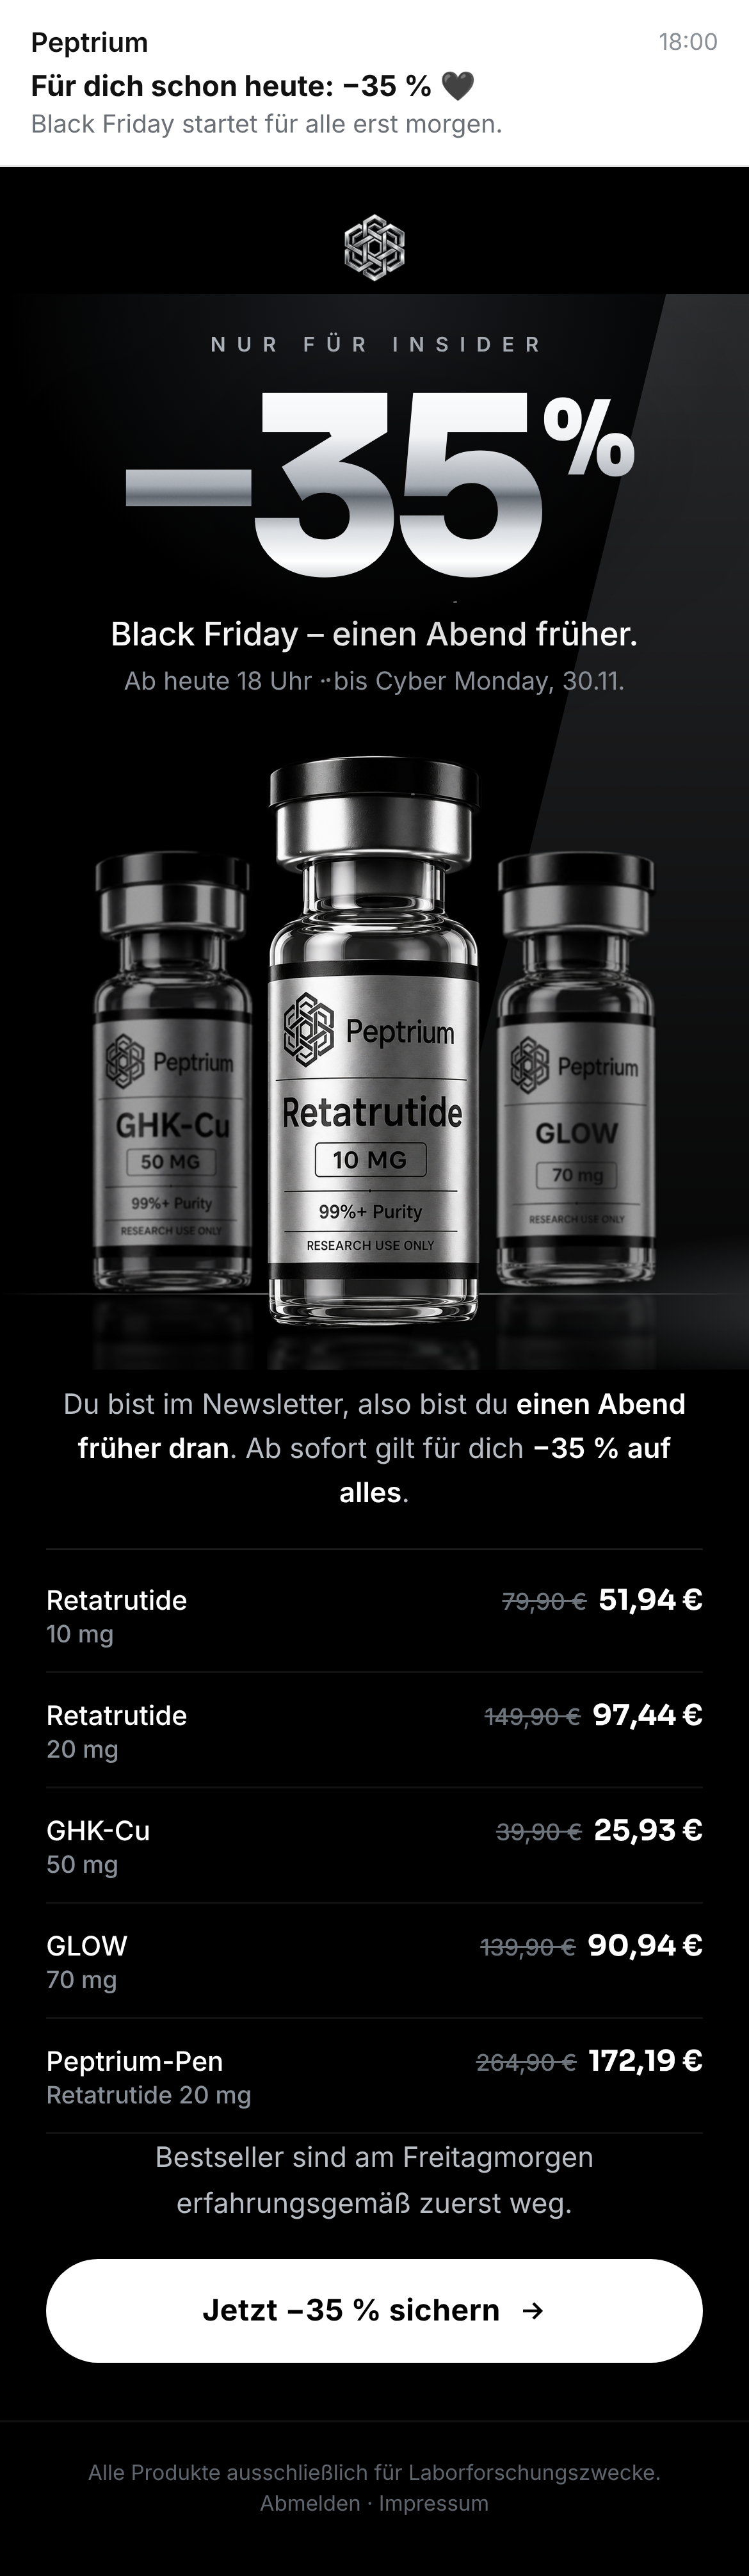 Peptrium 18:00
Für dich schon heute: −35 % 🖤
Black Friday startet für alle erst morgen.
NUR FÜR INSIDER
−35%
Black Friday – einen Abend früher.
Ab heute 18 Uhr ·· bis Cyber Monday, 30.11.
Peptrium
GHK-Cu
50 MG
99%+ Purity
RESEARCH USE ONLY
Peptrium
Retatrutide
10 MG
99%+ Purity
RESEARCH USE ONLY
Peptrium
GLOW
70 mg
RESEARCH USE ONLY
Du bist im Newsletter, also bist du einen Abend
früher dran. Ab sofort gilt für dich −35 % auf
alles.
Retatrutide 79,90 € 51,94 €
10 mg
Retatrutide 149,90 € 97,44 €
20 mg
GHK-Cu 39,90 € 25,93 €
50 mg
GLOW 139,90 € 90,94 €
70 mg
Peptrium-Pen 264,90 € 172,19 €
Retatrutide 20 mg
Bestseller sind am Freitagmorgen
erfahrungsgemäß zuerst weg.
Jetzt −35 % sichern →
Alle Produkte ausschließlich für Laborforschungszwecke.
Abmelden · Impressum